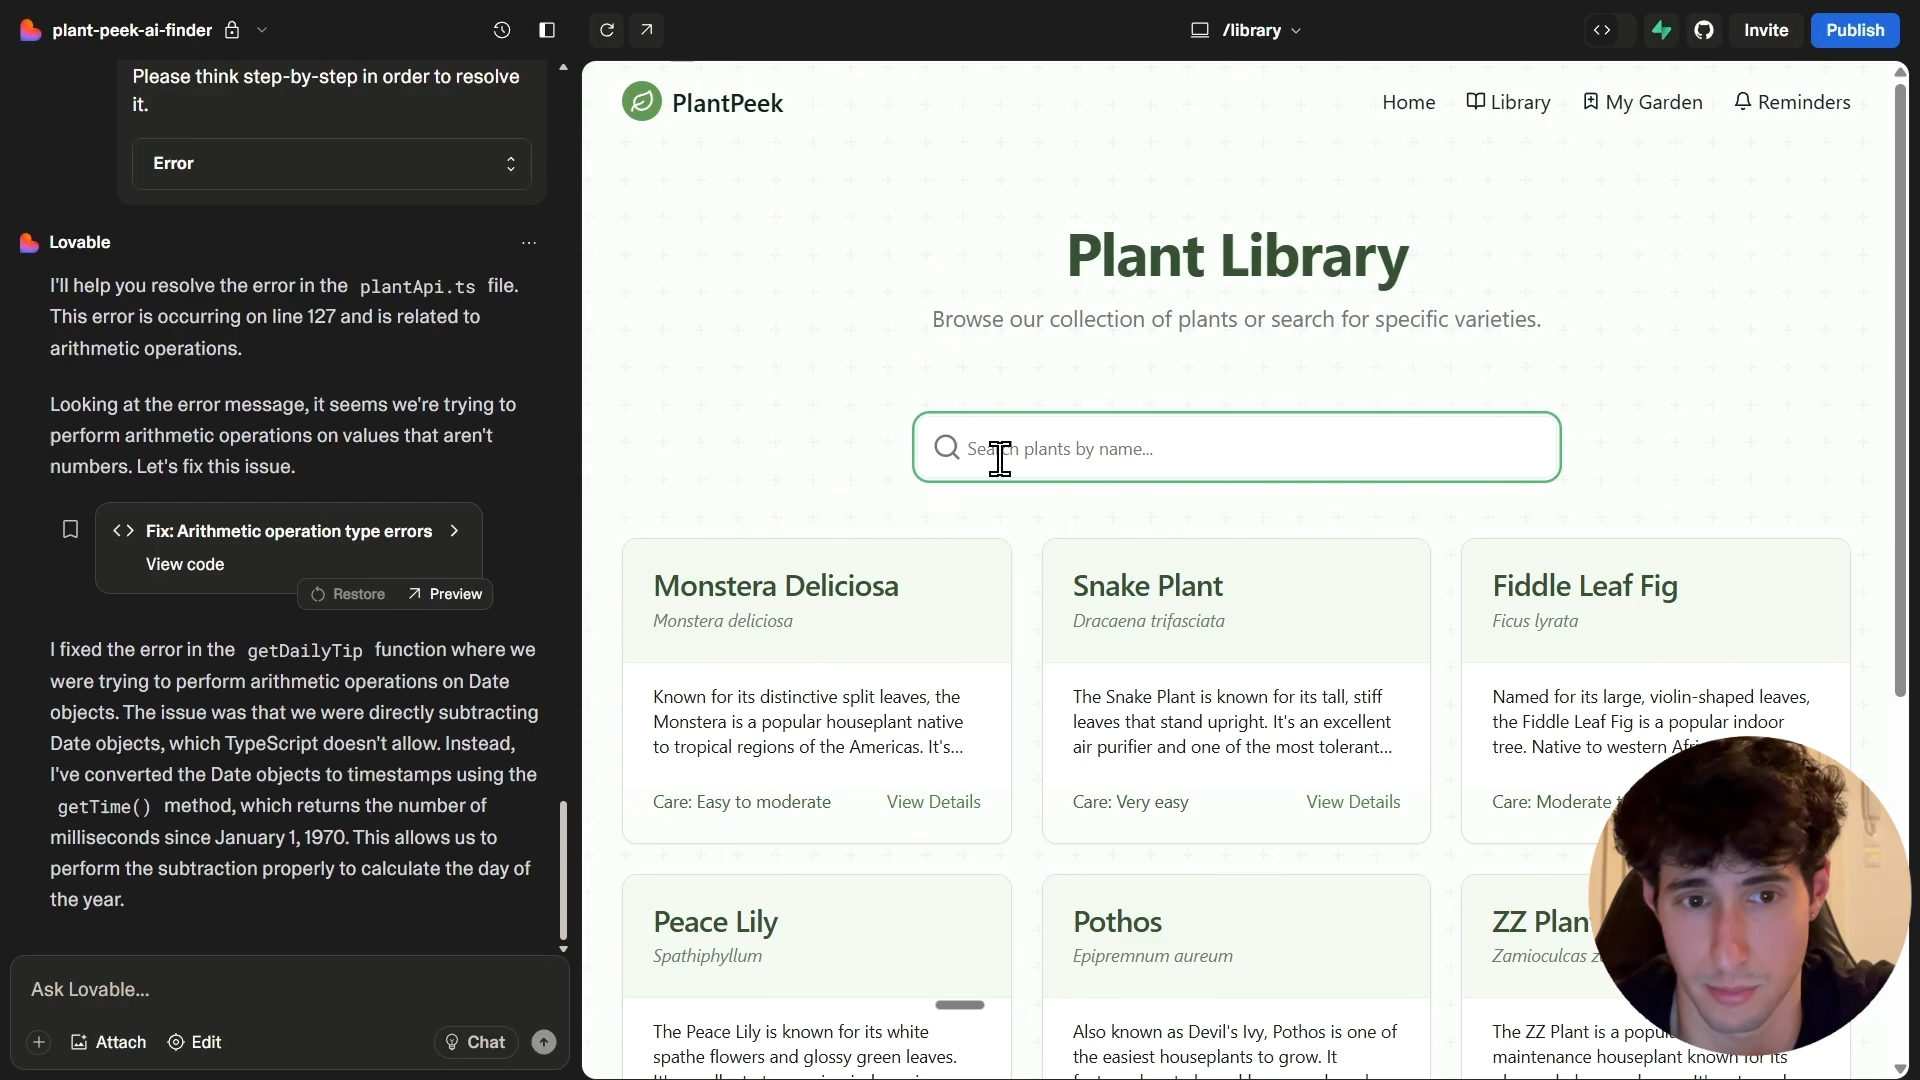 plant-peek-ai-finder
/library
Invite
Publish
Please think step-by-step in order to resolve
it.
Error
Lovable
I'll help you resolve the error in the plantApi.ts file.
This error is occurring on line 127 and is related to
arithmetic operations.
Looking at the error message, it seems we're trying to
perform arithmetic operations on values that aren't
numbers. Let's fix this issue.
Fix: Arithmetic operation type errors
View code
Restore
Preview
I fixed the error in the getDailyTip function where we
were trying to perform arithmetic operations on Date
objects. The issue was that we were directly subtracting
Date objects, which TypeScript doesn't allow. Instead,
I've converted the Date objects to timestamps using the
getTime() method, which returns the number of
milliseconds since January 1, 1970. This allows us to
perform the subtraction properly to calculate the day of
the year.
Ask Lovable...
Attach
Edit
Chat
PlantPeek
Home
Library
My Garden
Reminders
Plant Library
Browse our collection of plants or search for specific varieties.
Search plants by name...
Monstera Deliciosa
Monstera deliciosa
Known for its distinctive split leaves, the
Monstera is a popular houseplant native
to tropical regions of the Americas. It's...
Care: Easy to moderate
View Details
Snake Plant
Dracaena trifasciata
The Snake Plant is known for its tall, stiff
leaves that stand upright. It's an excellent
air purifier and one of the most tolerant...
Care: Very easy
View Details
Fiddle Leaf Fig
Ficus lyrata
Named for its large, violin-shaped leaves,
the Fiddle Leaf Fig is a popular indoor
tree. Native to western
Care: Moderate
Peace Lily
Spathiphyllum
The Peace Lily is known for its white
spathe flowers and glossy green leaves.
Pothos
Epipremnum aureum
Also known as Devil's Ivy, Pothos is one of
the easiest houseplants to grow. It
ZZ Plan
Zamioculcas
The ZZ Plant is a
maintenance houseplant known for its